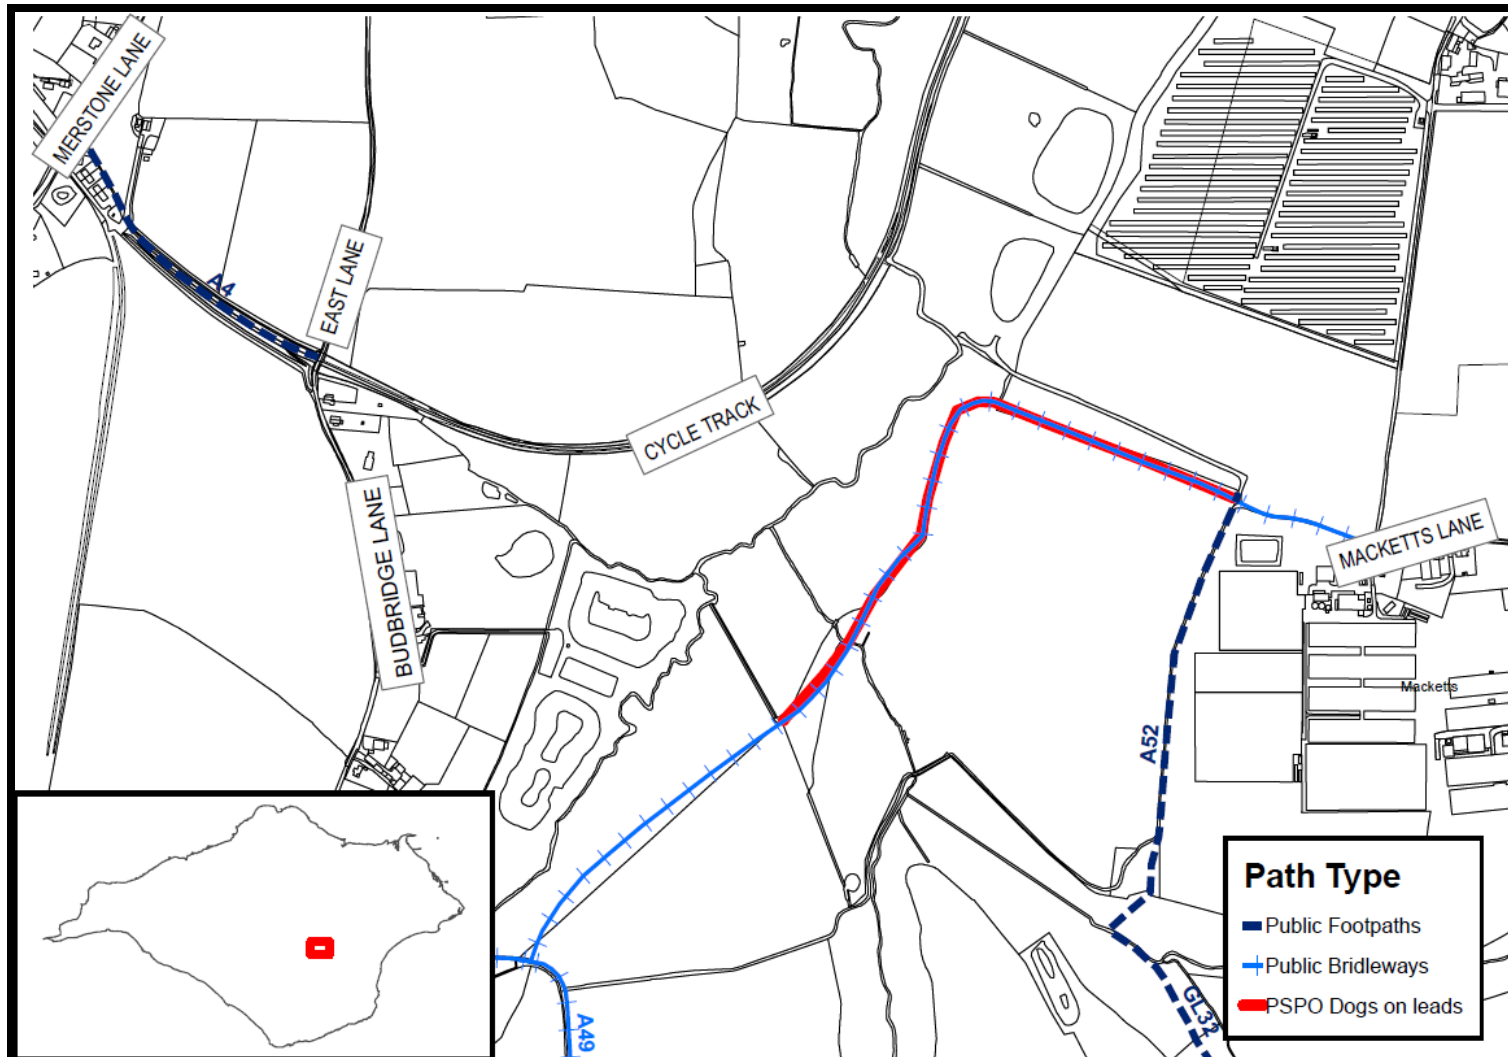 MERSTONE LANE
A4
EAST LANE
CYCLE TRACK
BUDBRIDGE LANE
MACKETTS LANE
Macketts
A52
GL32
A49
Path Type
Public Footpaths
Public Bridleways
PSPO Dogs on leads